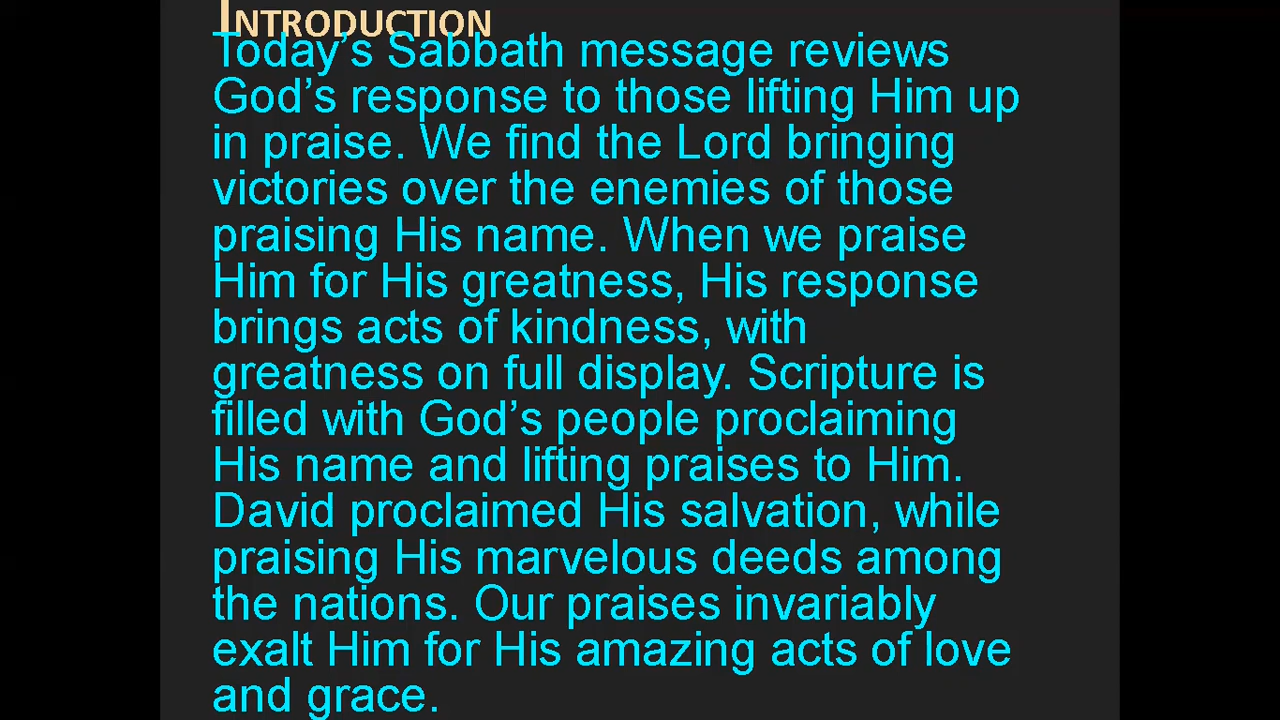 INTRODUCTION
Today’s Sabbath message reviews
God’s response to those lifting Him up
in praise. We find the Lord bringing
victories over the enemies of those
praising His name. When we praise
Him for His greatness, His response
brings acts of kindness, with
greatness on full display. Scripture is
filled with God’s people proclaiming
His name and lifting praises to Him.
David proclaimed His salvation, while
praising His marvelous deeds among
the nations. Our praises invariably
exalt Him for His amazing acts of love
and grace.